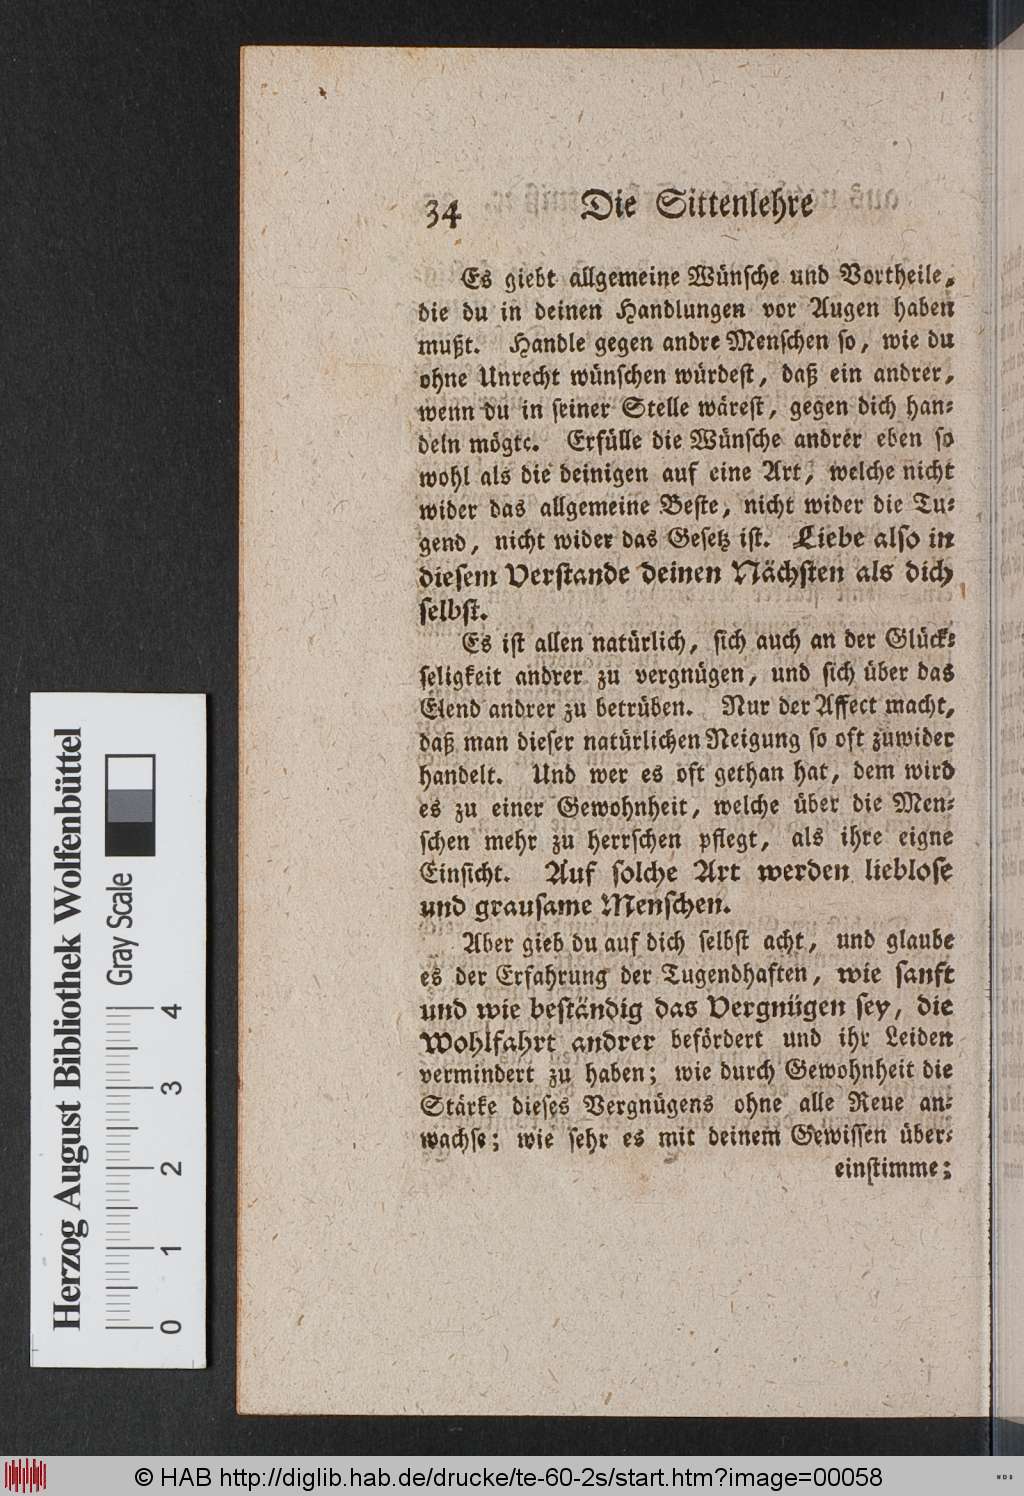 34 Die Sittenlehre
Es giebt allgemeine Wünsche und Vortheile,
die du in deinen Handlungen vor Augen haben
mußt. Handle gegen andre Menschen so, wie du
ohne Unrecht wünschen würdest, daß ein andrer,
wenn du in seiner Stelle wärest, gegen dich han⸗
deln mögte. Erfülle die Wünsche andrer eben so
wohl als die deinigen auf eine Art, welche nicht
wider das allgemeine Beste, nicht wider die Tu⸗
gend, nicht wider das Gesetz ist. Liebe also in
diesem Verstande deinen Nächsten als dich
selbst.
Es ist allen natürlich, sich auch an der Glück⸗
seligkeit andrer zu vergnügen, und sich über das
Elend andrer zu betrüben. Nur der Affect macht,
daß man dieser natürlichen Neigung so oft zuwider
handelt. Und wer es oft gethan hat, dem wird
es zu einer Gewohnheit, welche über die Men⸗
schen mehr zu herrschen pflegt, als ihre eigne
Einsicht. Auf solche Art werden lieblose
und grausame Menschen.
Aber gieb du auf dich selbst acht, und glaube
es der Erfahrung der Tugendhaften, wie sanft
und wie beständig das Vergnügen sey, die
Wohlfahrt andrer befördert und ihr Leiden
vermindert zu haben; wie durch Gewohnheit die
Stärke dieses Vergnügens ohne alle Reue an⸗
wachse; wie sehr es mit deinem Gewissen über⸗
einstimme;
Herzog August Bibliothek Wolfenbüttel
Gray Scale
0 1 2 3 4
© HAB http://diglib.hab.de/drucke/te-60-2s/start.htm?image=00058